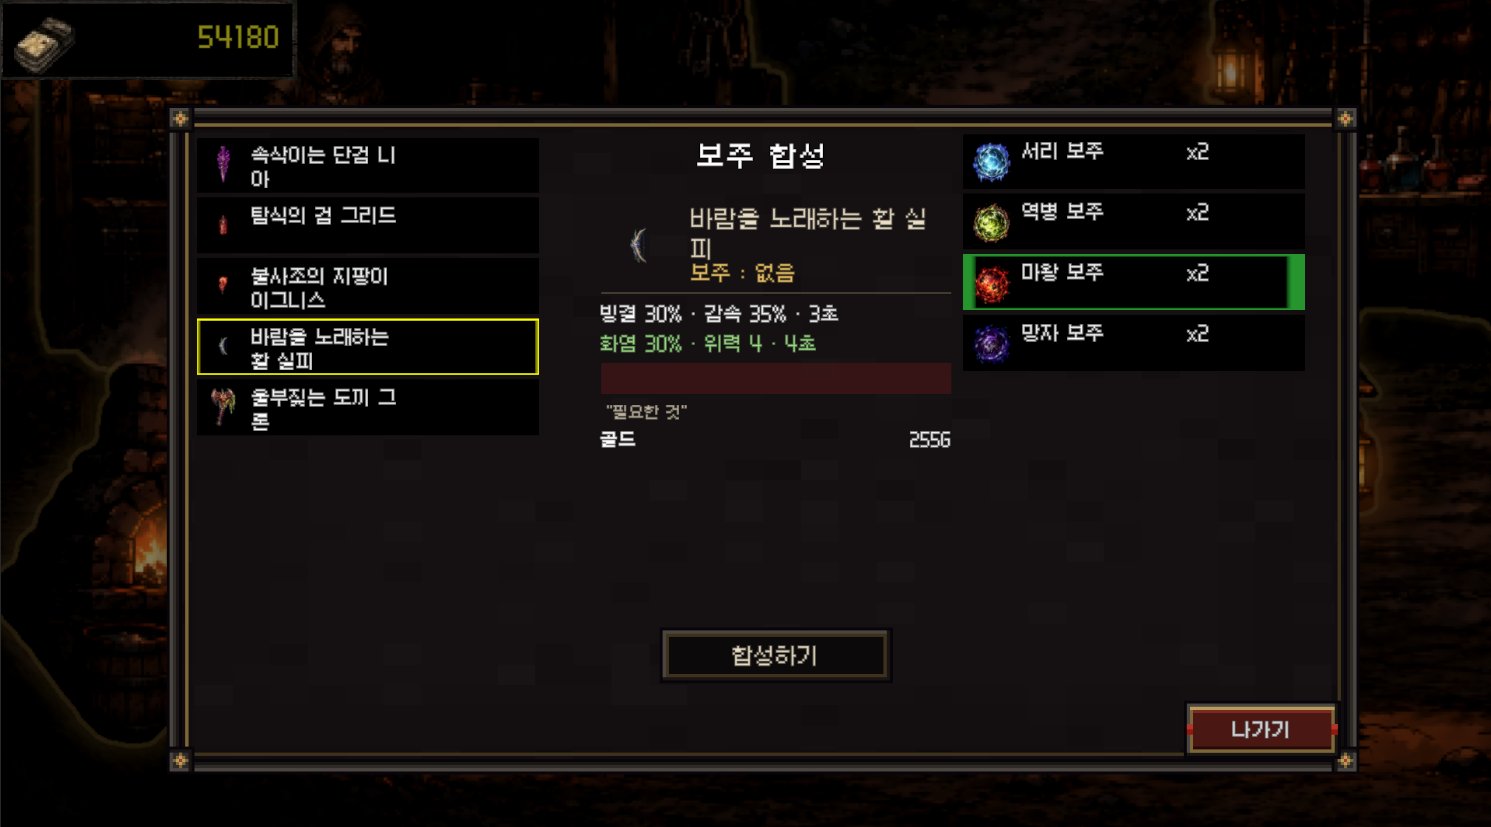 54180
속삭이는 단검 니
아
탐식의 검 그리드
불사조의 지팡이
이그니스
바람을 노래하는
활 실피
울부짖는 도끼 그
론
보주 합성
바람을 노래하는 활 실
피
보주 : 없음
빙결 30% · 감속 35% · 3초
화염 30% · 위력 4 · 4초
"필요한 것"
골드 2556
합성하기
서리 보주 x2
역병 보주 x2
마왕 보주 x2
망자 보주 x2
나가기